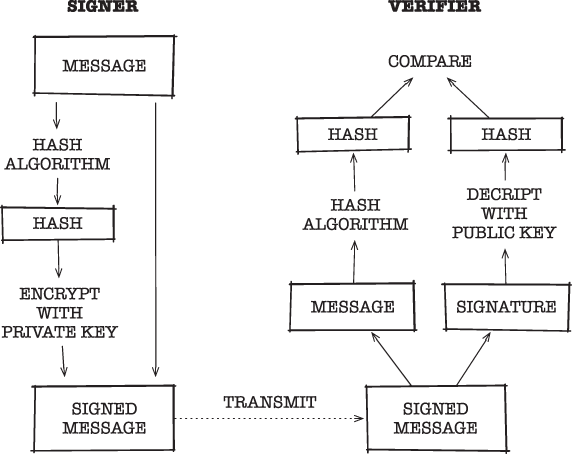 SIGNER
MESSAGE
HASH
ALGORITHM
HASH
ENCRYPT
WITH
PRIVATE KEY
SIGNED
MESSAGE
TRANSMIT
VERIFIER
COMPARE
HASH
HASH
HASH
ALGORITHM
DECRIPT
WITH
PUBLIC KEY
MESSAGE
SIGNATURE
SIGNED
MESSAGE